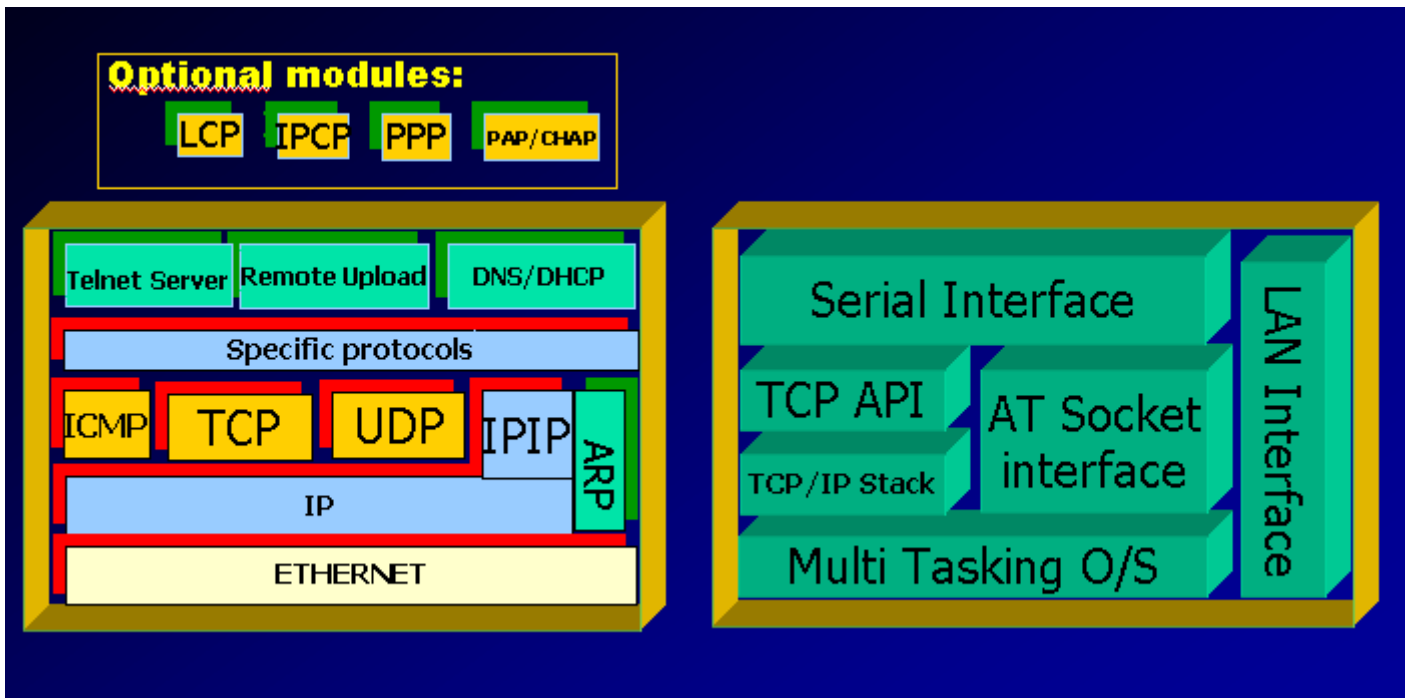 Optional modules:
LCP IPCP PPP PAP/CHAP
Telnet Server Remote Upload DNS/DHCP
Specific protocols
ICMP TCP UDP IPIP ARP
IP
ETHERNET
Serial Interface
TCP API
TCP/IP Stack
AT Socket
interface
Multi Tasking O/S
LAN Interface